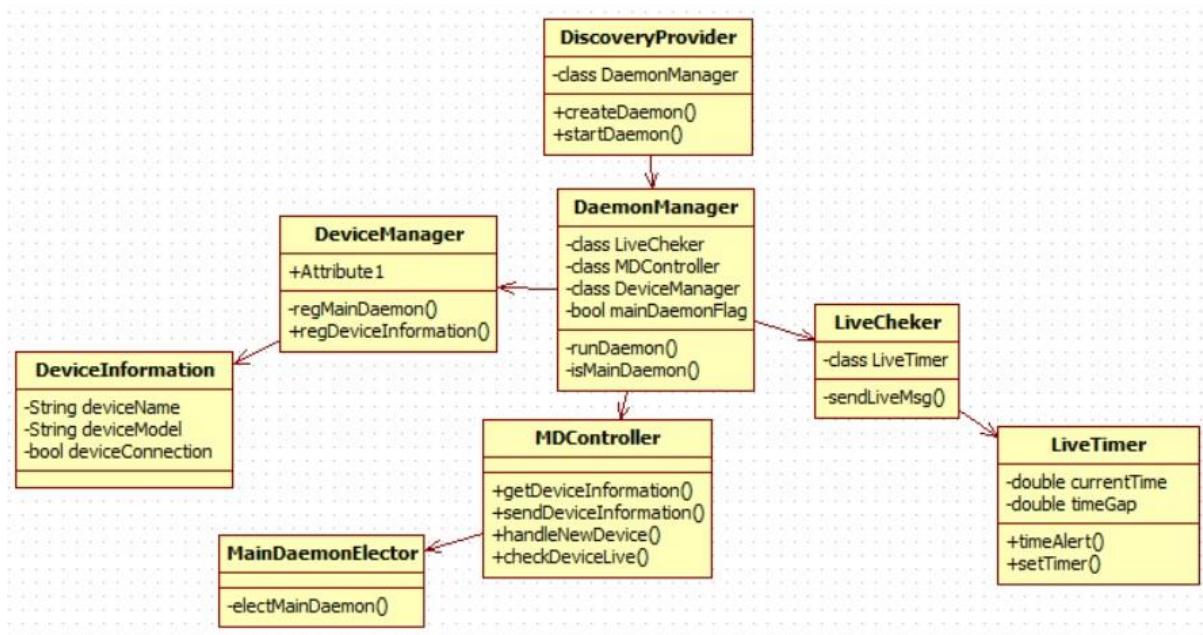 DiscoveryProvider
-class DaemonManager
+createDaemon()
+startDaemon()
DaemonManager
-class LiveCheker
-class MDController
-class DeviceManager
-bool mainDaemonFlag
-runDaemon()
-isMainDaemon()
DeviceManager
+Attribute1
-regMainDaemon()
+regDeviceInformation()
DeviceInformation
-String deviceName
-String deviceModel
-bool deviceConnection
LiveCheker
-class LiveTimer
-sendLiveMsg()
LiveTimer
-double currentTime
-double timeGap
+timeAlert()
+setTimer()
MDController
+getDeviceInformation()
+sendDeviceInformation()
+handleNewDevice()
+checkDeviceLive()
MainDaemonElector
-electMainDaemon()